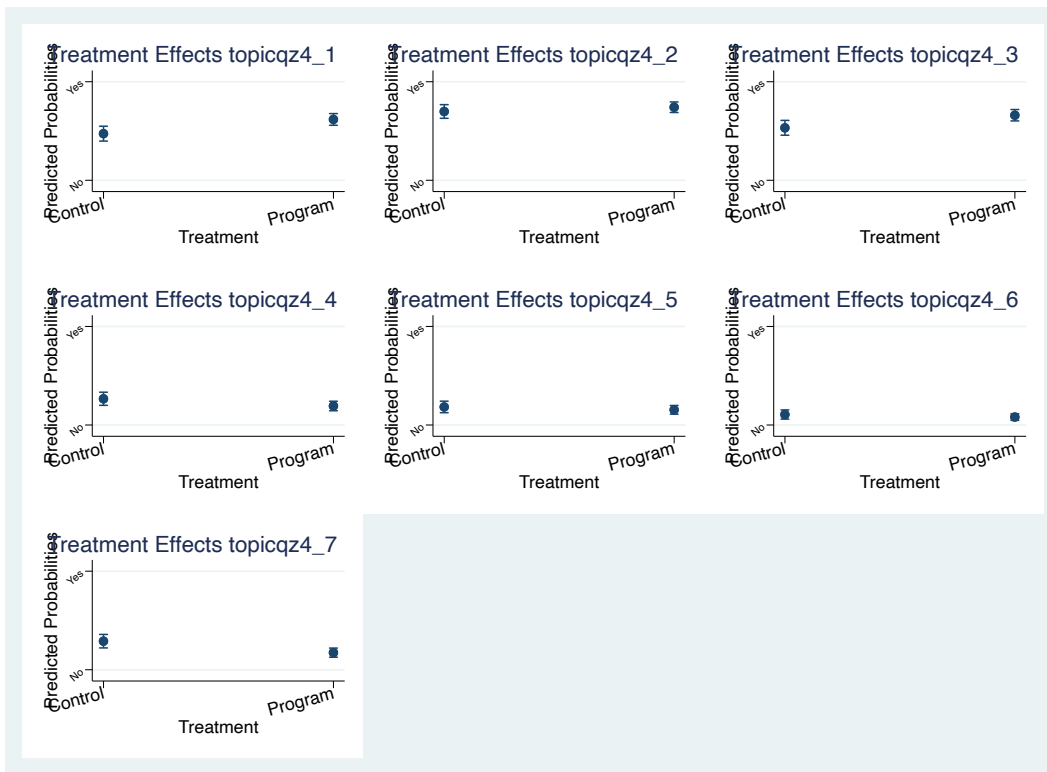 Treatment Effects topicqz4_1
Predicted Probabilities
Yes
No
Control
Program
Treatment
Treatment Effects topicqz4_2
Predicted Probabilities
Yes
No
Control
Program
Treatment
Treatment Effects topicqz4_3
Predicted Probabilities
Yes
No
Control
Program
Treatment
Treatment Effects topicqz4_4
Predicted Probabilities
Yes
No
Control
Program
Treatment
Treatment Effects topicqz4_5
Predicted Probabilities
Yes
No
Control
Program
Treatment
Treatment Effects topicqz4_6
Predicted Probabilities
Yes
No
Control
Program
Treatment
Treatment Effects topicqz4_7
Predicted Probabilities
Yes
No
Control
Program
Treatment